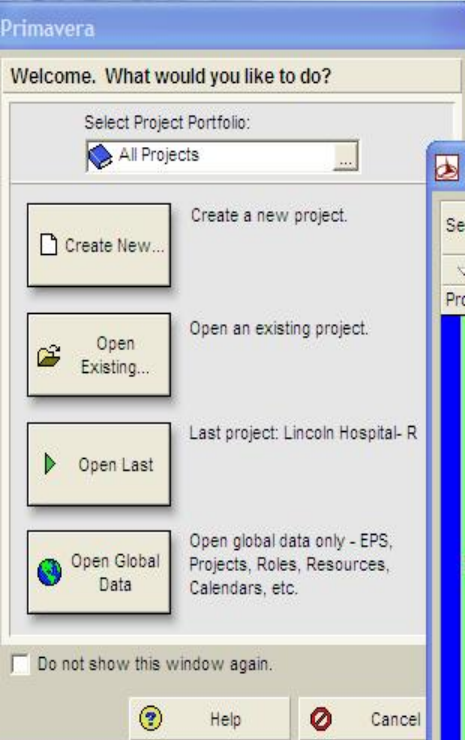 Primavera
Welcome. What would you like to do?
Select Project Portfolio:
All Projects
...
Create New...
Create a new project.
Open
Existing...
Open an existing project.
Open Last
Last project: Lincoln Hospital- R
Open Global
Data
Open global data only - EPS,
Projects, Roles, Resources,
Calendars, etc.
Do not show this window again.
Help
Cancel